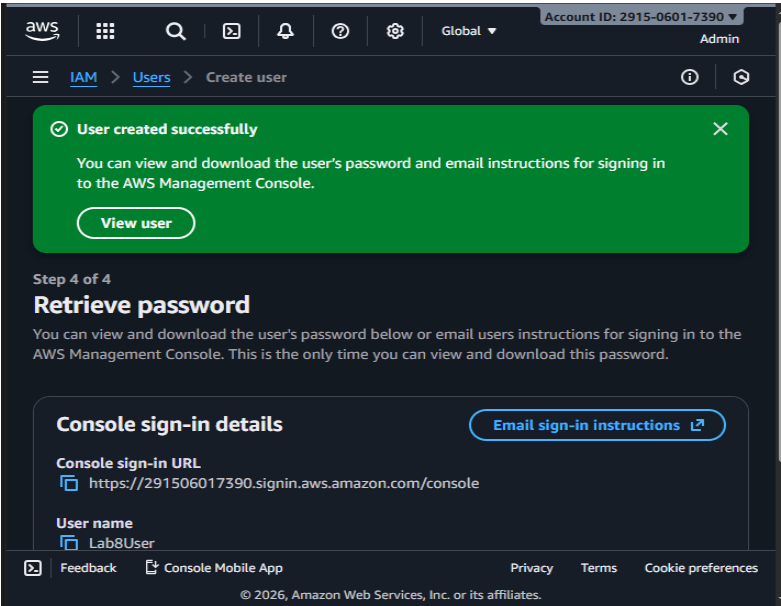 aws
Global
Account ID: 2915-0601-7390
Admin
IAM > Users > Create user
User created successfully
You can view and download the user's password and email instructions for signing in
to the AWS Management Console.
View user
Step 4 of 4
Retrieve password
You can view and download the user's password below or email users instructions for signing in to the
AWS Management Console. This is the only time you can view and download this password.
Console sign-in details
Email sign-in instructions
Console sign-in URL
https://291506017390.signin.aws.amazon.com/console
User name
Lab8User
Feedback
Console Mobile App
Privacy
Terms
Cookie preferences
© 2026, Amazon Web Services, Inc. or its affiliates.